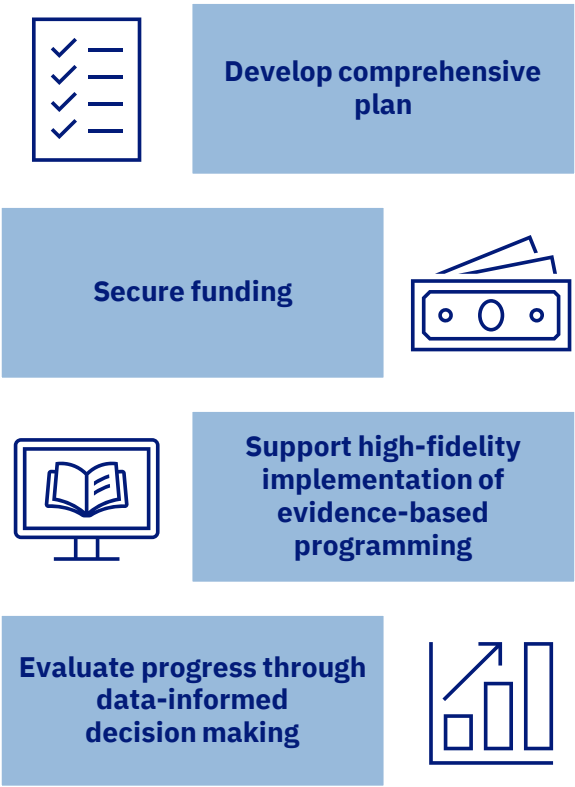 Develop comprehensive
plan
Secure funding
Support high-fidelity
implementation of
evidence-based
programming
Evaluate progress through
data-informed
decision making